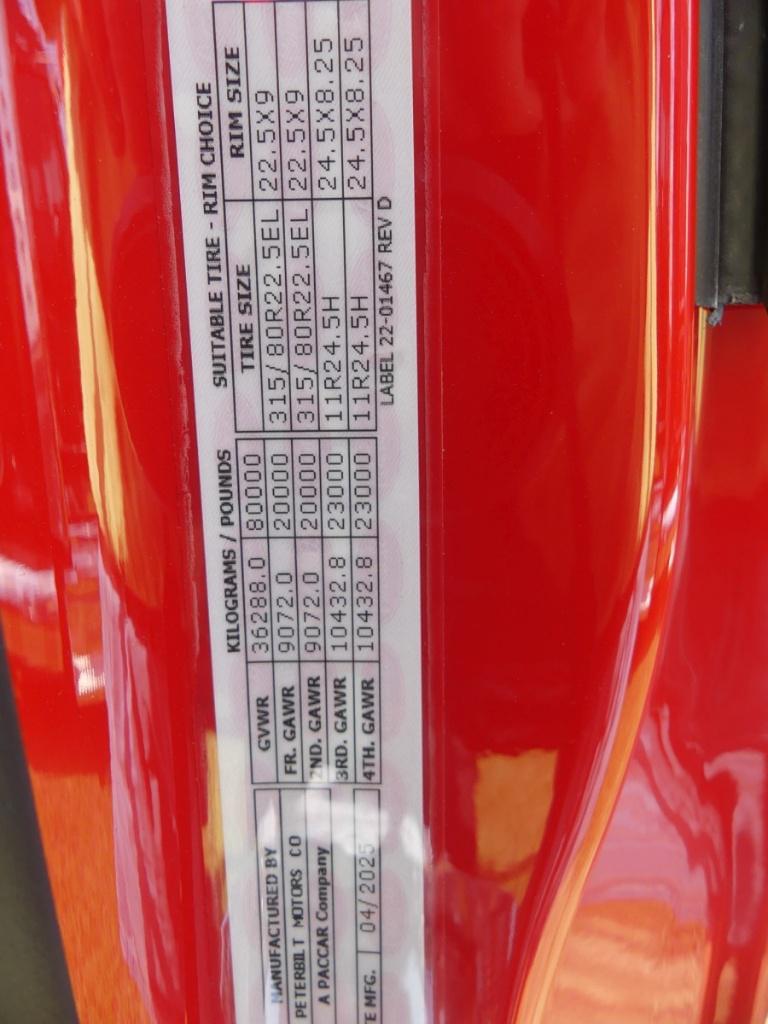 MANUFACTURED BY
PETERBILT MOTORS CO
A PACCAR Company
MFG. 04/2025
KILOGRAMS / POUNDS
GVWR 36288.0 80000
FR. GAWR 9072.0 20000
2ND. GAWR 9072.0 20000
3RD. GAWR 10432.8 23000
4TH. GAWR 10432.8 23000
SUITABLE TIRE - RIM CHOICE
TIRE SIZE RIM SIZE
315/80R22.5EL 22.5X9
315/80R22.5EL 22.5X9
11R24.5H 24.5X8.25
11R24.5H 24.5X8.25
LABEL 22-01467 REV D